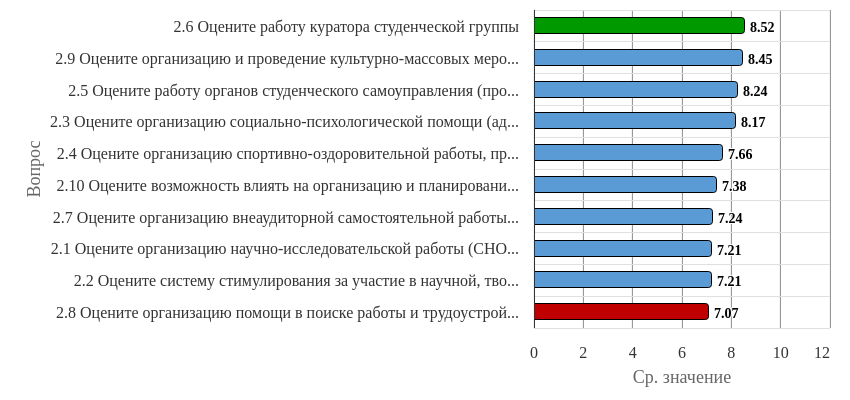 2.6 Оцените работу куратора студенческой группы 8.52
2.9 Оцените организацию и проведение культурно-массовых меро... 8.45
2.5 Оцените работу органов студенческого самоуправления (про... 8.24
2.3 Оцените организацию социально-психологической помощи (ад... 8.17
2.4 Оцените организацию спортивно-оздоровительной работы, пр... 7.66
2.10 Оцените возможность влиять на организацию и планировани... 7.38
2.7 Оцените организацию внеаудиторной самостоятельной работы... 7.24
2.1 Оцените организацию научно-исследовательской работы (СНО... 7.21
2.2 Оцените систему стимулирования за участие в научной, тво... 7.21
2.8 Оцените организацию помощи в поиске работы и трудоустрой... 7.07
Вопрос
0 2 4 6 8 10 12
Ср. значение